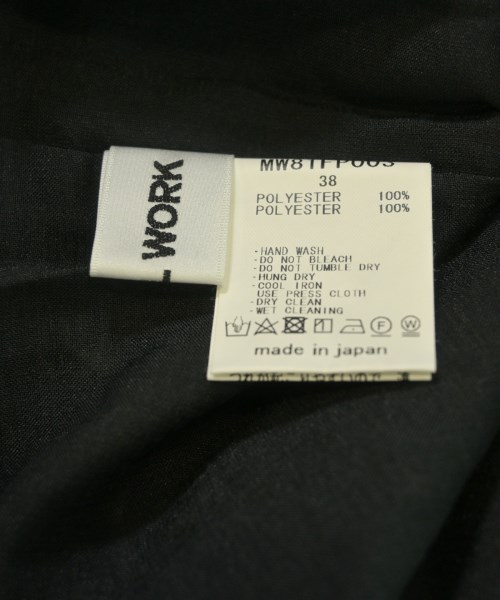 WORK
38
POLYESTER 100%
POLYESTER 100%
·HAND WASH
·DO NOT BLEACH
·DO NOT TUMBLE DRY
·HUNG DRY
·COOL IRON
USE PRESS CLOTH
·DRY CLEAN
·WET CLEANING
F W
made in japan